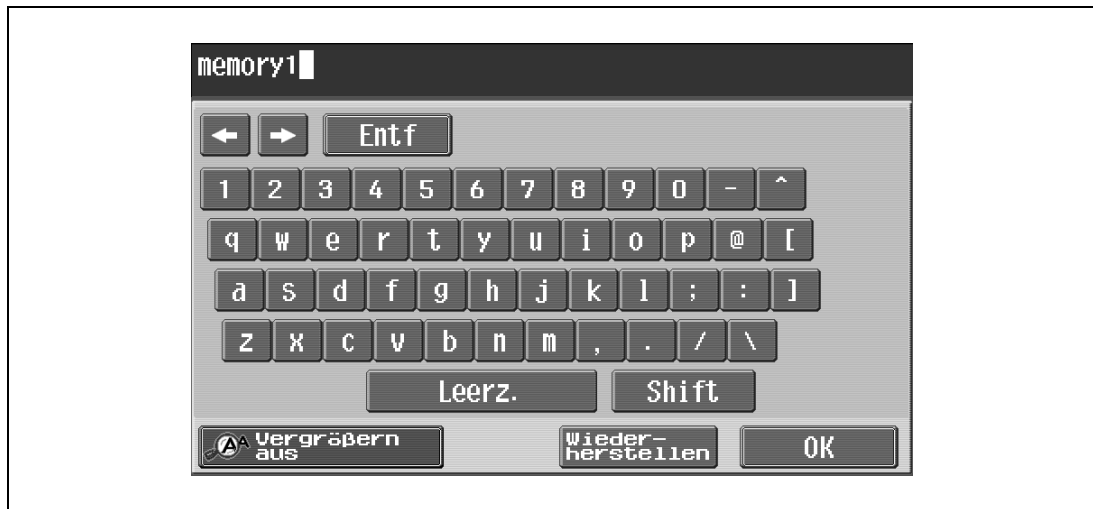 memory1
← → Entf
1 2 3 4 5 6 7 8 9 0 - ^
q w e r t y u i o p @ [
a s d f g h j k l ; : ]
z x c v b n m , . / \
Leerz. Shift
A A Vergrößern aus Wieder- herstellen OK